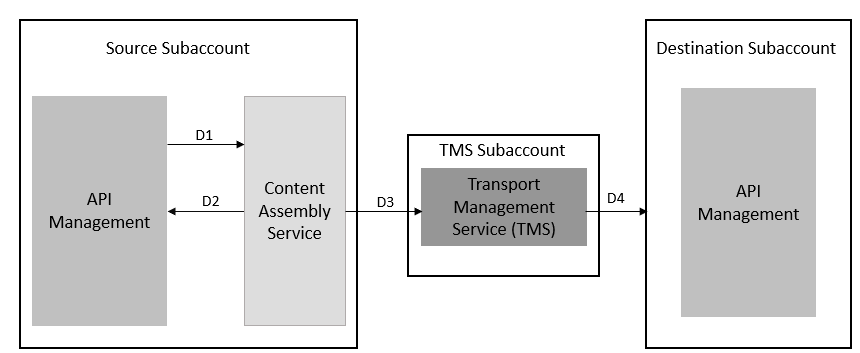 Source Subaccount
API
Management
D1
D2
Content
Assembly
Service
D3
TMS Subaccount
Transport
Management
Service (TMS)
D4
Destination Subaccount
API
Management